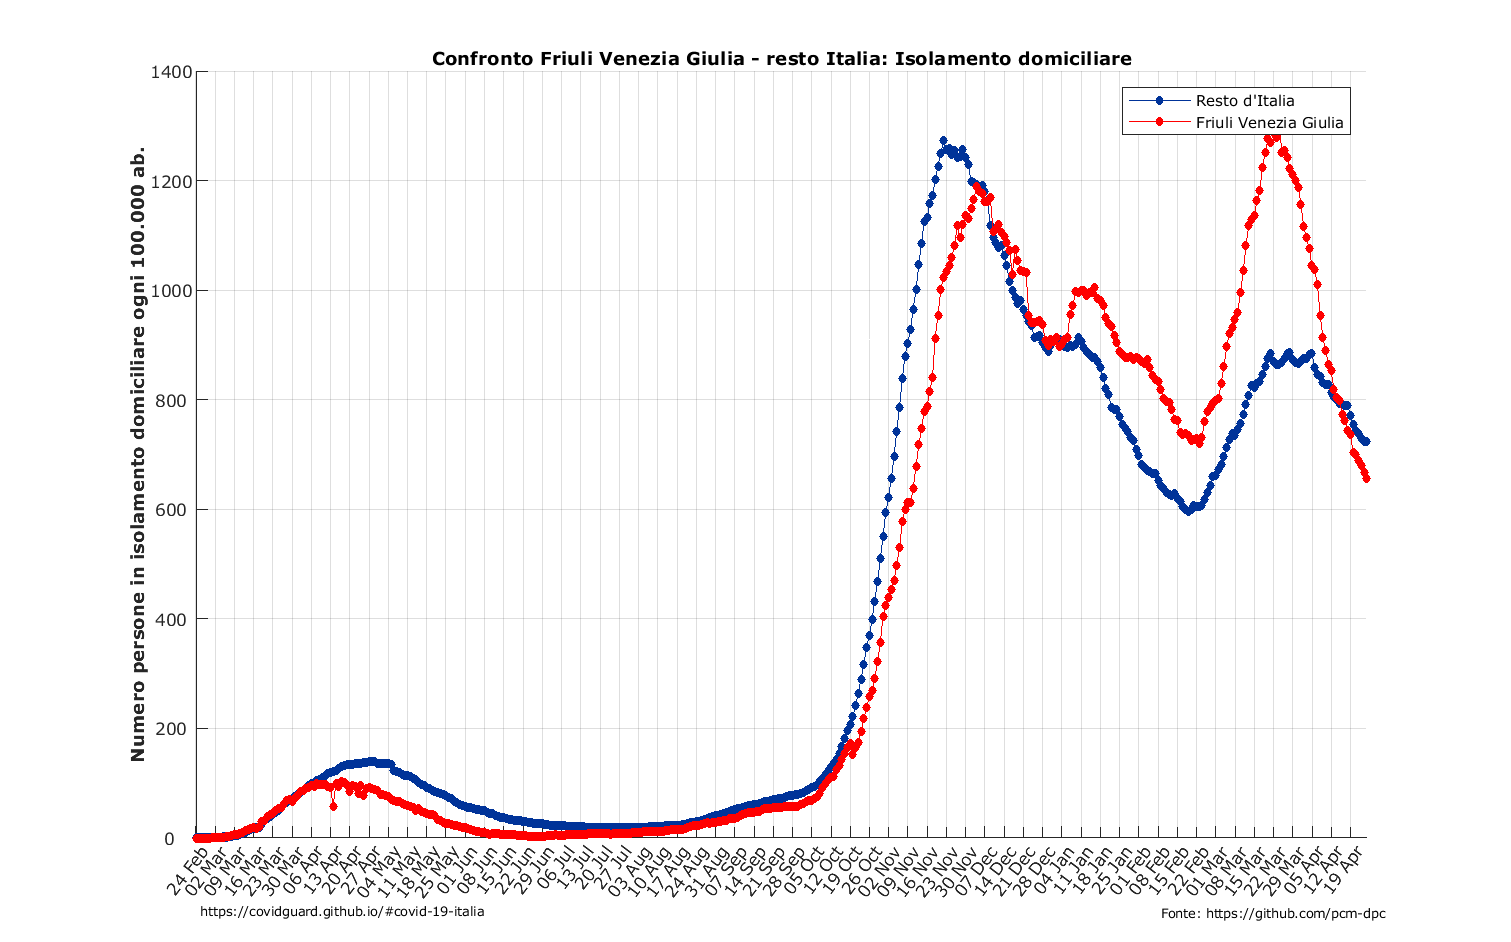 Confronto Friuli Venezia Giulia - resto Italia: Isolamento domiciliare
Resto d'Italia
Friuli Venezia Giulia
Numero persone in isolamento domiciliare ogni 100.000 ab.
1400
1200
1000
800
600
400
200
0
24 Feb
02 Mar
09 Mar
16 Mar
23 Mar
30 Mar
06 Apr
13 Apr
20 Apr
27 Apr
04 May
11 May
18 May
25 May
01 Jun
08 Jun
15 Jun
22 Jun
29 Jun
06 Jul
13 Jul
20 Jul
27 Jul
03 Aug
10 Aug
17 Aug
24 Aug
31 Aug
07 Sep
14 Sep
21 Sep
28 Sep
05 Oct
12 Oct
19 Oct
26 Oct
02 Nov
09 Nov
16 Nov
23 Nov
30 Nov
07 Dec
14 Dec
21 Dec
28 Dec
04 Jan
11 Jan
18 Jan
25 Jan
01 Feb
08 Feb
15 Feb
22 Feb
01 Mar
08 Mar
15 Mar
22 Mar
29 Mar
05 Apr
12 Apr
19 Apr
https://covidguard.github.io/#covid-19-italia
Fonte: https://github.com/pcm-dpc